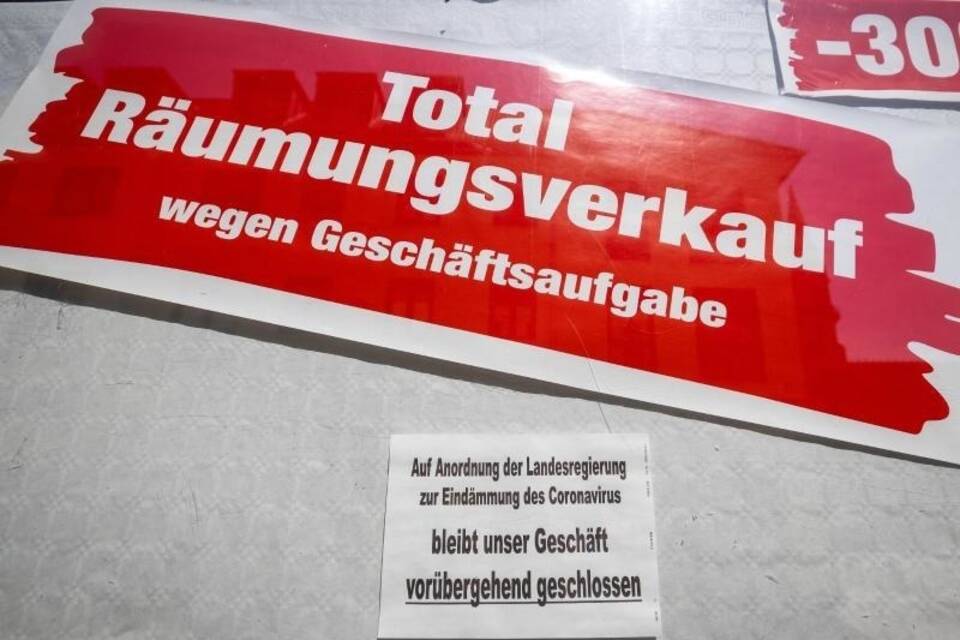 -30
Total
Räumungsverkauf
wegen Geschäftsaufgabe
Auf Anordnung der Landesregierung
zur Eindämmung des Coronavirus
bleibt unser Geschäft
vorübergehend geschlossen